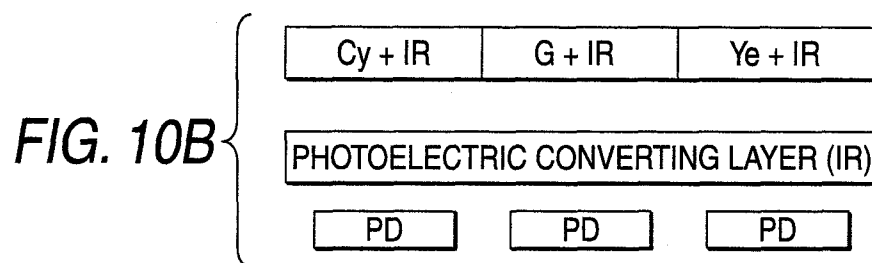 Cy + IR G + IR Ye + IR
FIG. 10B
PHOTOELECTRIC CONVERTING LAYER (IR)
PD PD PD